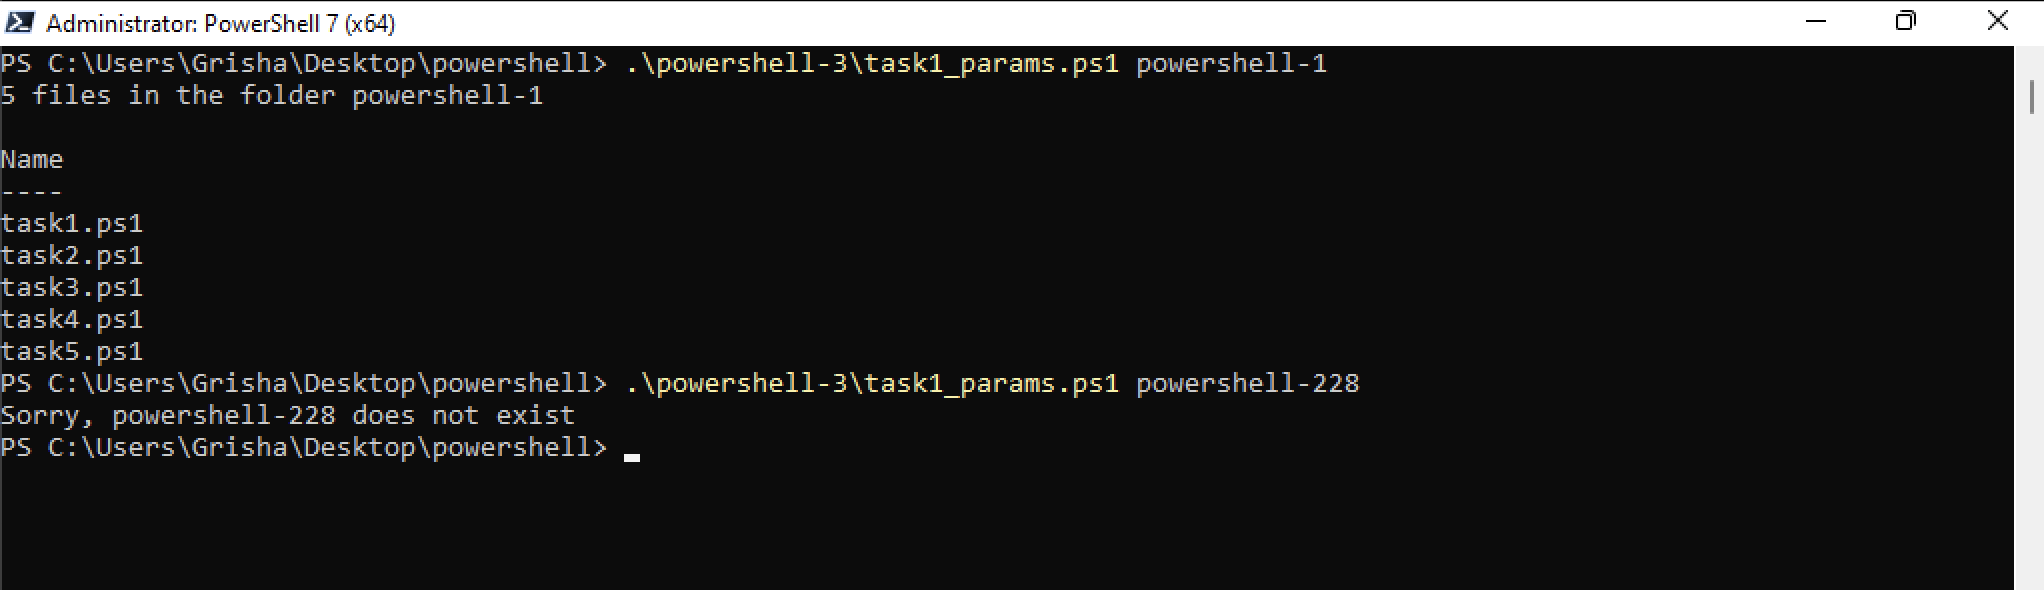 Administrator: PowerShell 7 (x64)
PS C:\Users\Grisha\Desktop\powershell> .\powershell-3\task1_params.ps1 powershell-1
5 files in the folder powershell-1
Name
----
task1.ps1
task2.ps1
task3.ps1
task4.ps1
task5.ps1
PS C:\Users\Grisha\Desktop\powershell> .\powershell-3\task1_params.ps1 powershell-228
Sorry, powershell-228 does not exist
PS C:\Users\Grisha\Desktop\powershell>